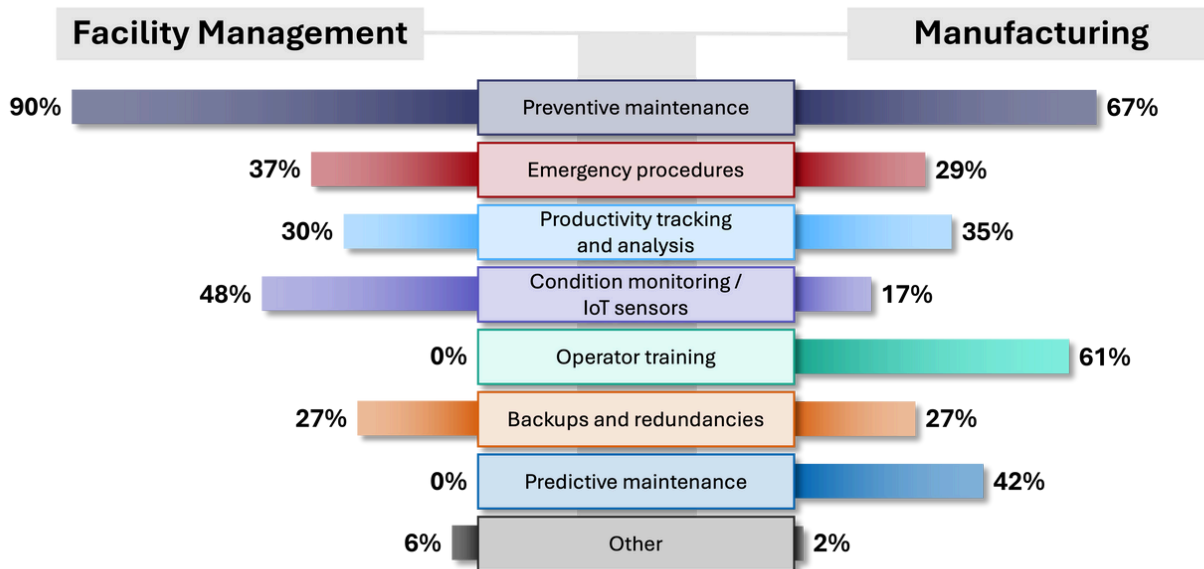 Facility Management
Manufacturing
90%
Preventive maintenance
67%
37%
Emergency procedures
29%
30%
Productivity tracking
and analysis
35%
48%
Condition monitoring /
IoT sensors
17%
0%
Operator training
61%
27%
Backups and redundancies
27%
0%
Predictive maintenance
42%
6%
Other
2%